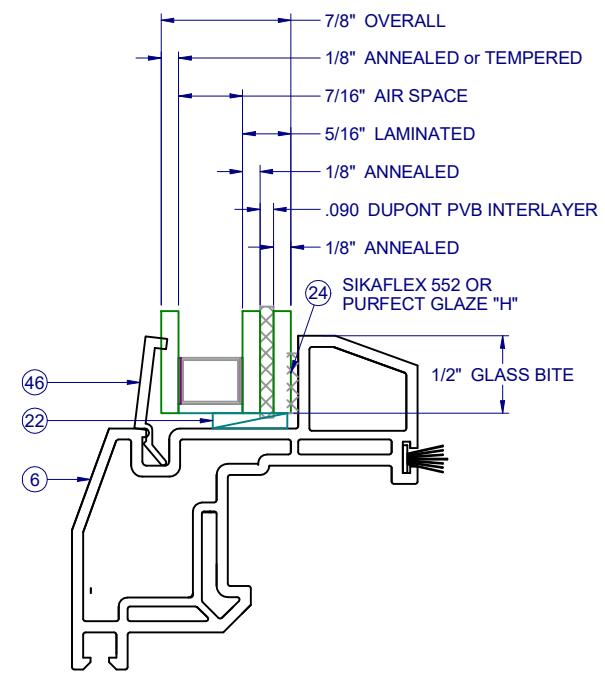 7/8" OVERALL
1/8" ANNEALED or TEMPERED
7/16" AIR SPACE
5/16" LAMINATED
1/8" ANNEALED
.090 DUPONT PVB INTERLAYER
1/8" ANNEALED
24 SIKAFLEX 552 OR
PURFECT GLAZE "H"
1/2" GLASS BITE
46
22
6